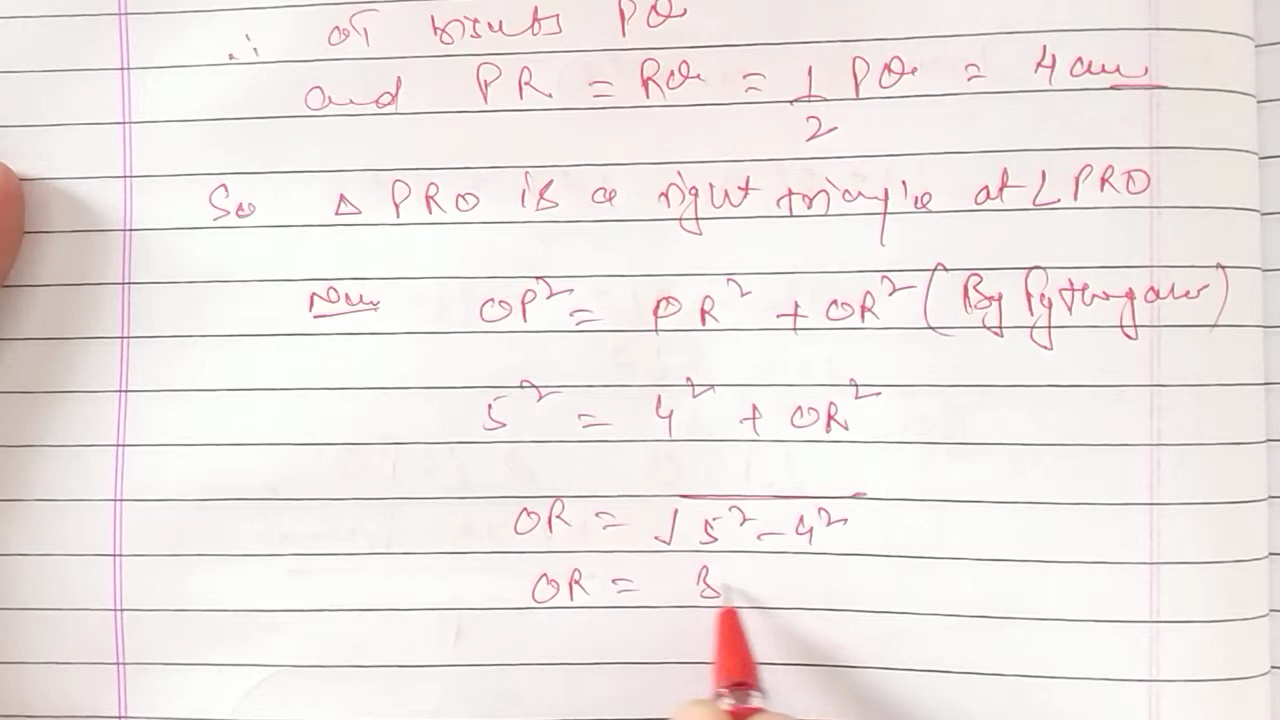 ∴ OT bisects PQ
and PR = RQ = 1/2 PQ = 4 cm
So Δ PRO is a right triangle at ∠ PRO
Now OP² = PR² + OR² (By Pythagoras)
5² = 4² + OR²
OR = √5² - 4²
OR = 3